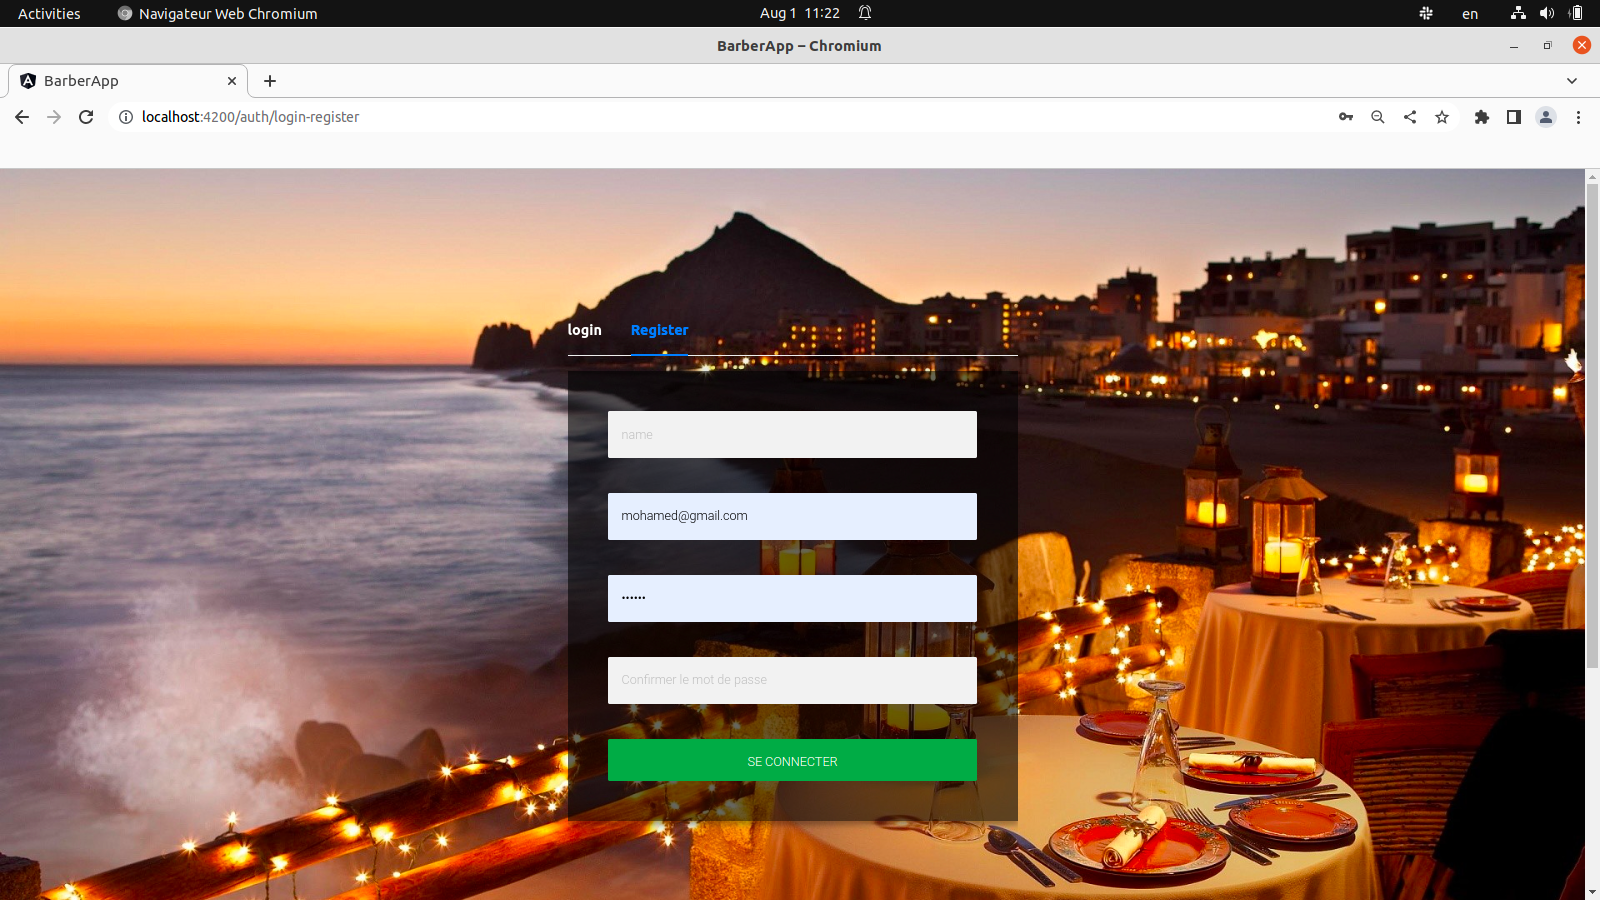 Activities
Navigateur Web Chromium
Aug 1 11:22
en
BarberApp – Chromium
BarberApp
localhost:4200/auth/login-register
login
Register
name
mohamed@gmail.com
••••••
Confirmer le mot de passe
SE CONNECTER